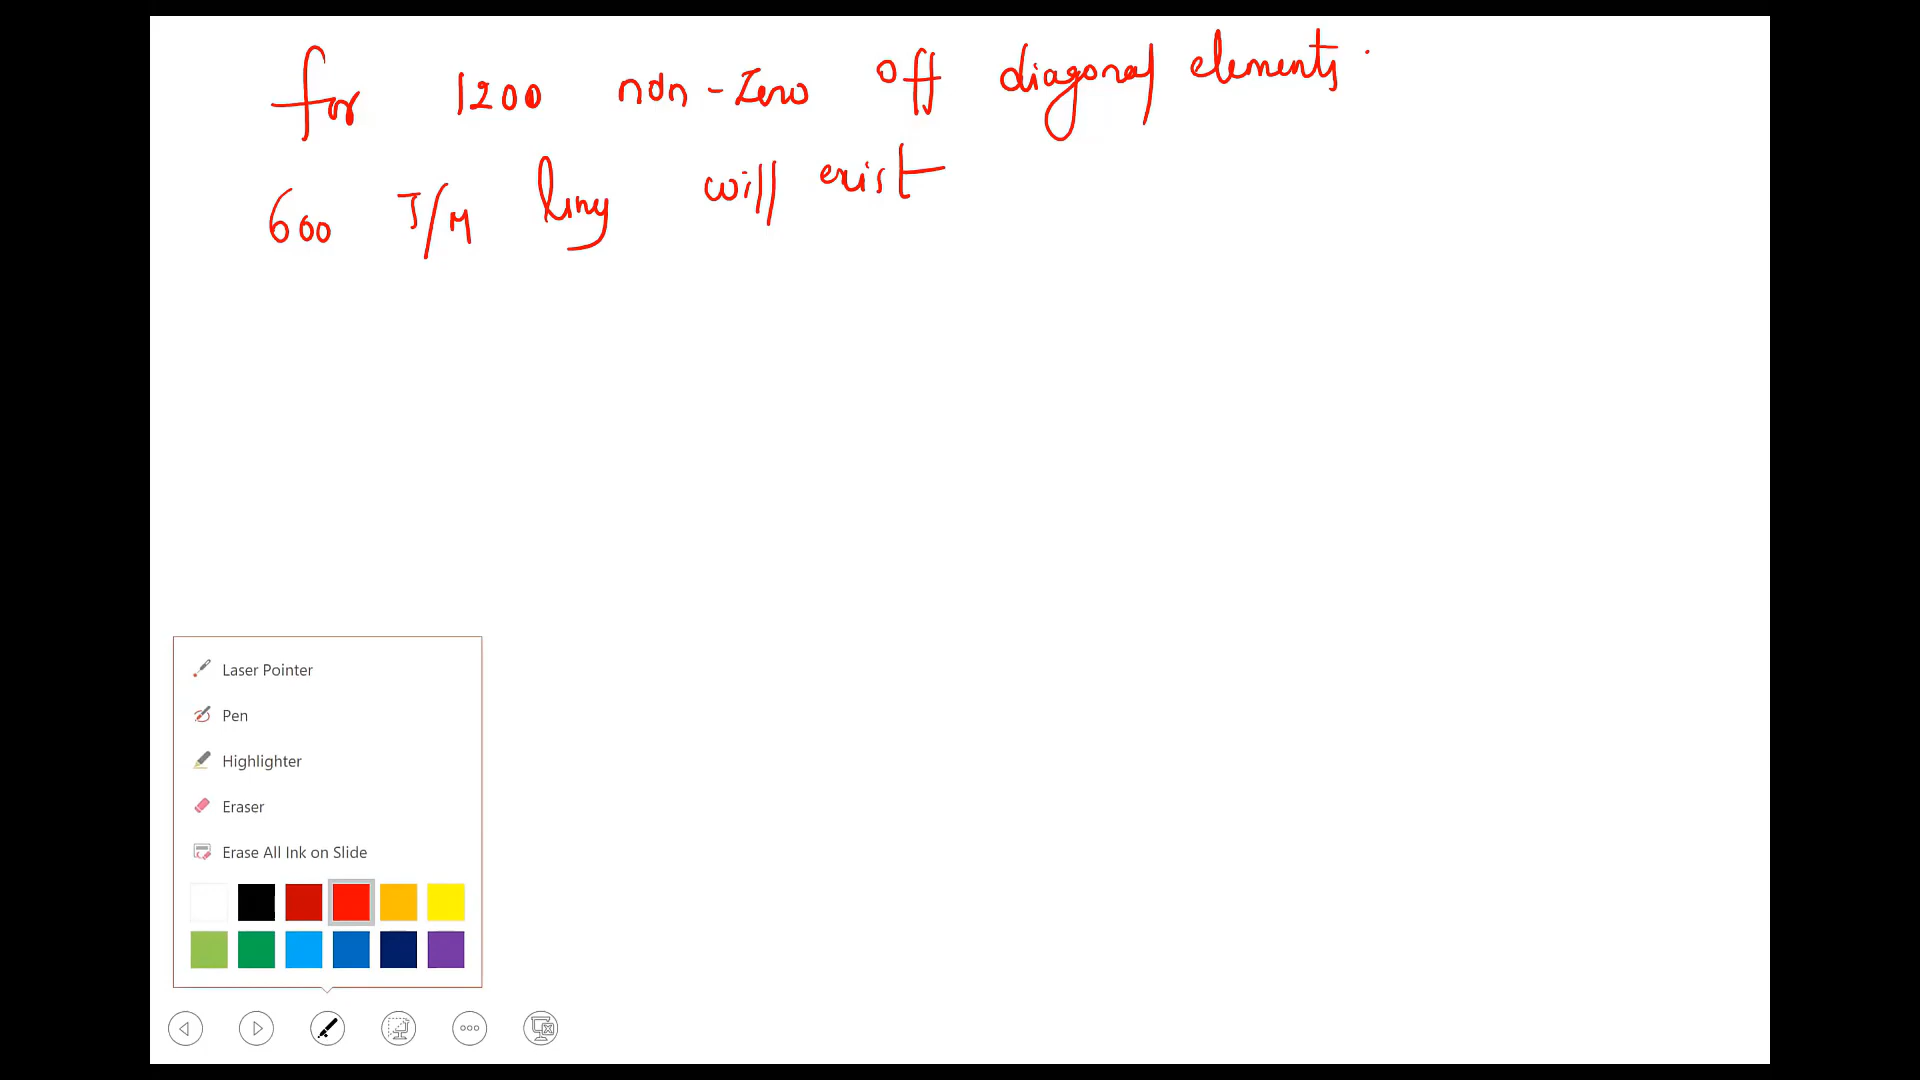 for 1200 non-zero off diagonal elements.
600 T/M lines will exist
Laser Pointer
Pen
Highlighter
Eraser
Erase All Ink on Slide